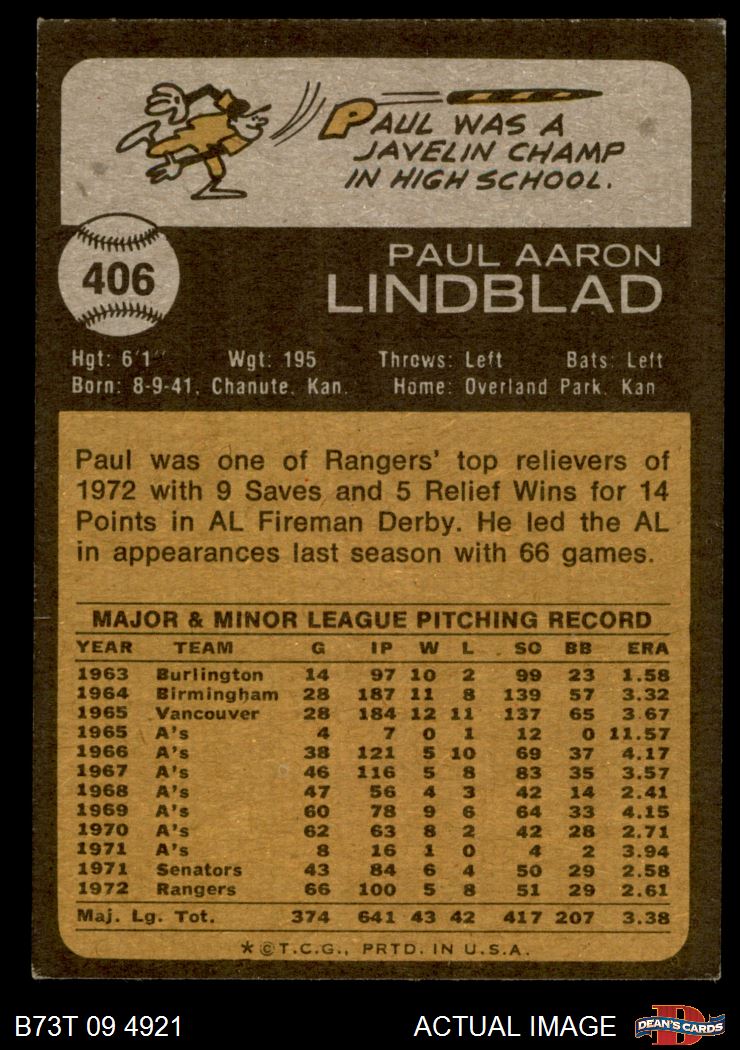 PAUL WAS A
JAVELIN CHAMP
IN HIGH SCHOOL.
406
PAUL AARON
LINDBLAD
Hgt: 6'1" Wgt: 195 Throws: Left Bats: Left
Born: 8-9-41, Chanute, Kan. Home: Overland Park, Kan
Paul was one of Rangers' top relievers of
1972 with 9 Saves and 5 Relief Wins for 14
Points in AL Fireman Derby. He led the AL
in appearances last season with 66 games.
MAJOR & MINOR LEAGUE PITCHING RECORD
YEAR TEAM G IP W L SO BB ERA
1963 Burlington 14 97 10 2 99 23 1.58
1964 Birmingham 28 187 11 8 139 57 3.32
1965 Vancouver 28 184 12 11 137 65 3.67
1965 A's 4 7 0 1 12 0 11.57
1966 A's 38 121 5 10 69 37 4.17
1967 A's 46 116 5 8 83 35 3.57
1968 A's 47 56 4 3 42 14 2.41
1969 A's 60 78 9 6 64 33 4.15
1970 A's 62 63 8 2 42 28 2.71
1971 A's 8 16 1 0 4 2 3.94
1971 Senators 43 84 6 4 50 29 2.58
1972 Rangers 66 100 5 8 51 29 2.61
Maj. Lg. Tot. 374 641 43 42 417 207 3.38
*©T.C.G., PRTD. IN U.S.A.
B73T 09 4921 ACTUAL IMAGE D DEAN'S CARDS